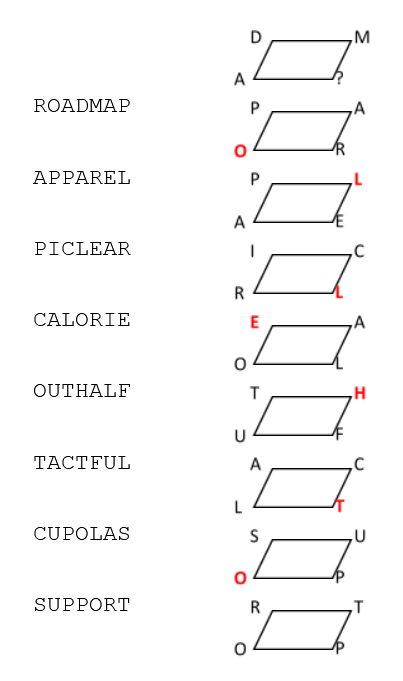 D M
A ?
ROADMAP
P A
O R
APPAREL
P L
A E
PICLEAR
I C
R L
CALORIE
E A
O L
OUTHALF
T H
U F
TACTFUL
A C
L T
CUPOLAS
S U
O P
SUPPORT
R T
O P